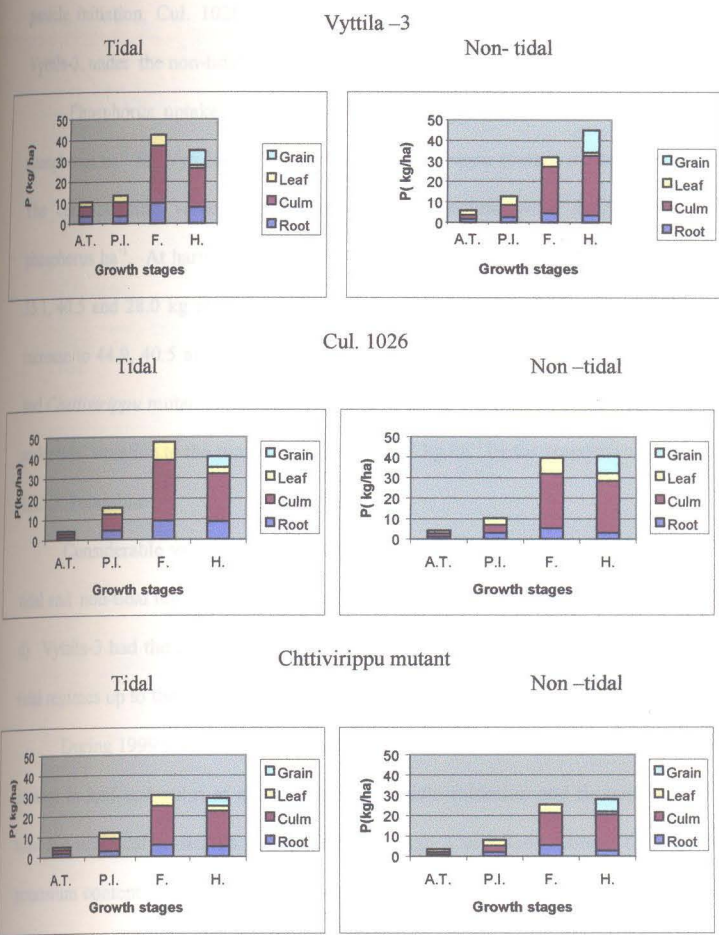 Vyttila –3
Tidal
Non- tidal
P (kg/ ha)
50
40
30
20
10
0
A.T. P.I. F. H.
Growth stages
Grain
Leaf
Culm
Root
P( kg/ ha)
50
40
30
20
10
0
A.T. P.I. F. H.
Growth stages
Grain
Leaf
Culm
Root
Cul. 1026
Tidal
Non –tidal
P(kg/ha)
50
40
30
20
10
0
A.T. P.I. F. H.
Growth stages
Grain
Leaf
Culm
Root
P( kg/ha)
50
40
30
20
10
0
A.T. P.I. F. H.
Growth stages
Grain
Leaf
Culm
Root
Chttivirippu mutant
Tidal
Non –tidal
P( kg/ha)
50
40
30
20
10
0
A.T. P.I. F. H.
Growth stages
Grain
Leaf
Culm
Root
P(kg/ha)
50
40
30
20
10
0
A.T. P.I. F. H.
Growth stages
Grain
Leaf
Culm
Root